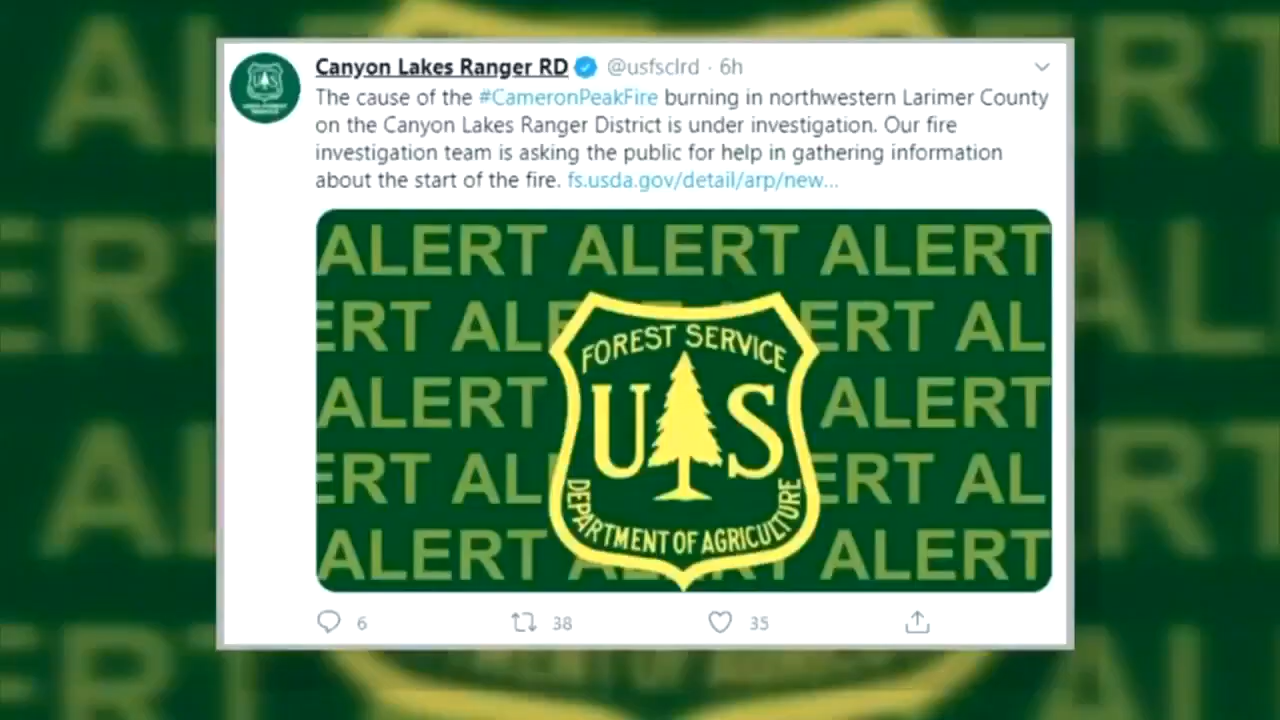 Canyon Lakes Ranger RD @usfsclrd · 6h
The cause of the #CameronPeakFire burning in northwestern Larimer County
on the Canyon Lakes Ranger District is under investigation. Our fire
investigation team is asking the public for help in gathering information
about the start of the fire. fs.usda.gov/detail/arp/new...
ALERT ALERT ALERT
ERT ALE ERT AL
ALERT ALERT
ERT AL ERT AL
ALERT ALERT ALERT
FOREST SERVICE
U S
DEPARTMENT OF AGRICULTURE
6 38 35